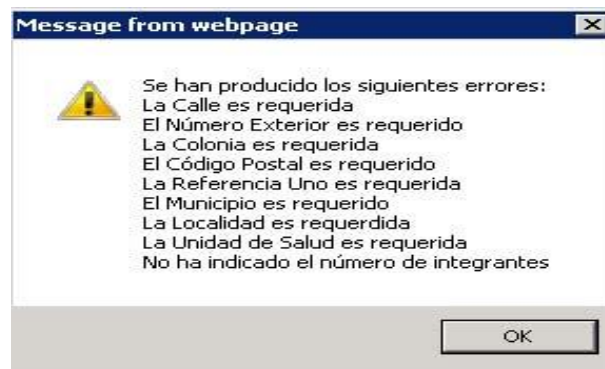 Message from webpage
Se han producido los siguientes errores:
La Calle es requerida
El Número Exterior es requerido
La Colonia es requerida
El Código Postal es requerido
La Referencia Uno es requerida
El Municipio es requerido
La Localidad es requerdida
La Unidad de Salud es requerida
No ha indicado el número de integrantes
OK